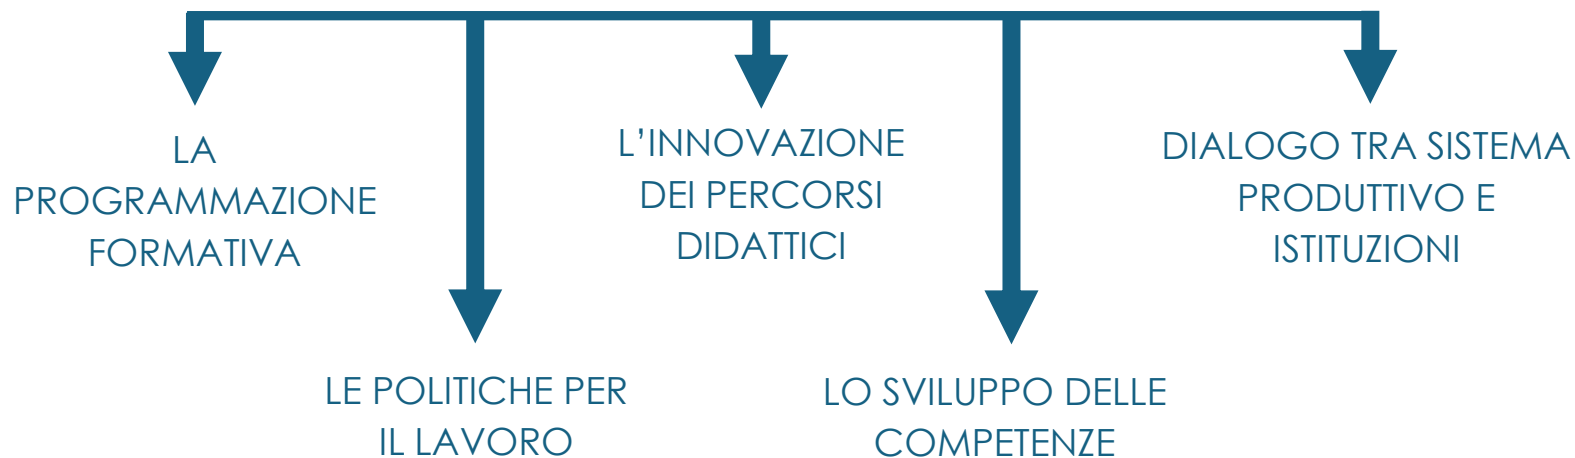 LA
PROGRAMMAZIONE
FORMATIVA
LE POLITICHE PER
IL LAVORO
L'INNOVAZIONE
DEI PERCORSI
DIDATTICI
LO SVILUPPO DELLE
COMPETENZE
DIALOGO TRA SISTEMA
PRODUTTIVO E
ISTITUZIONI